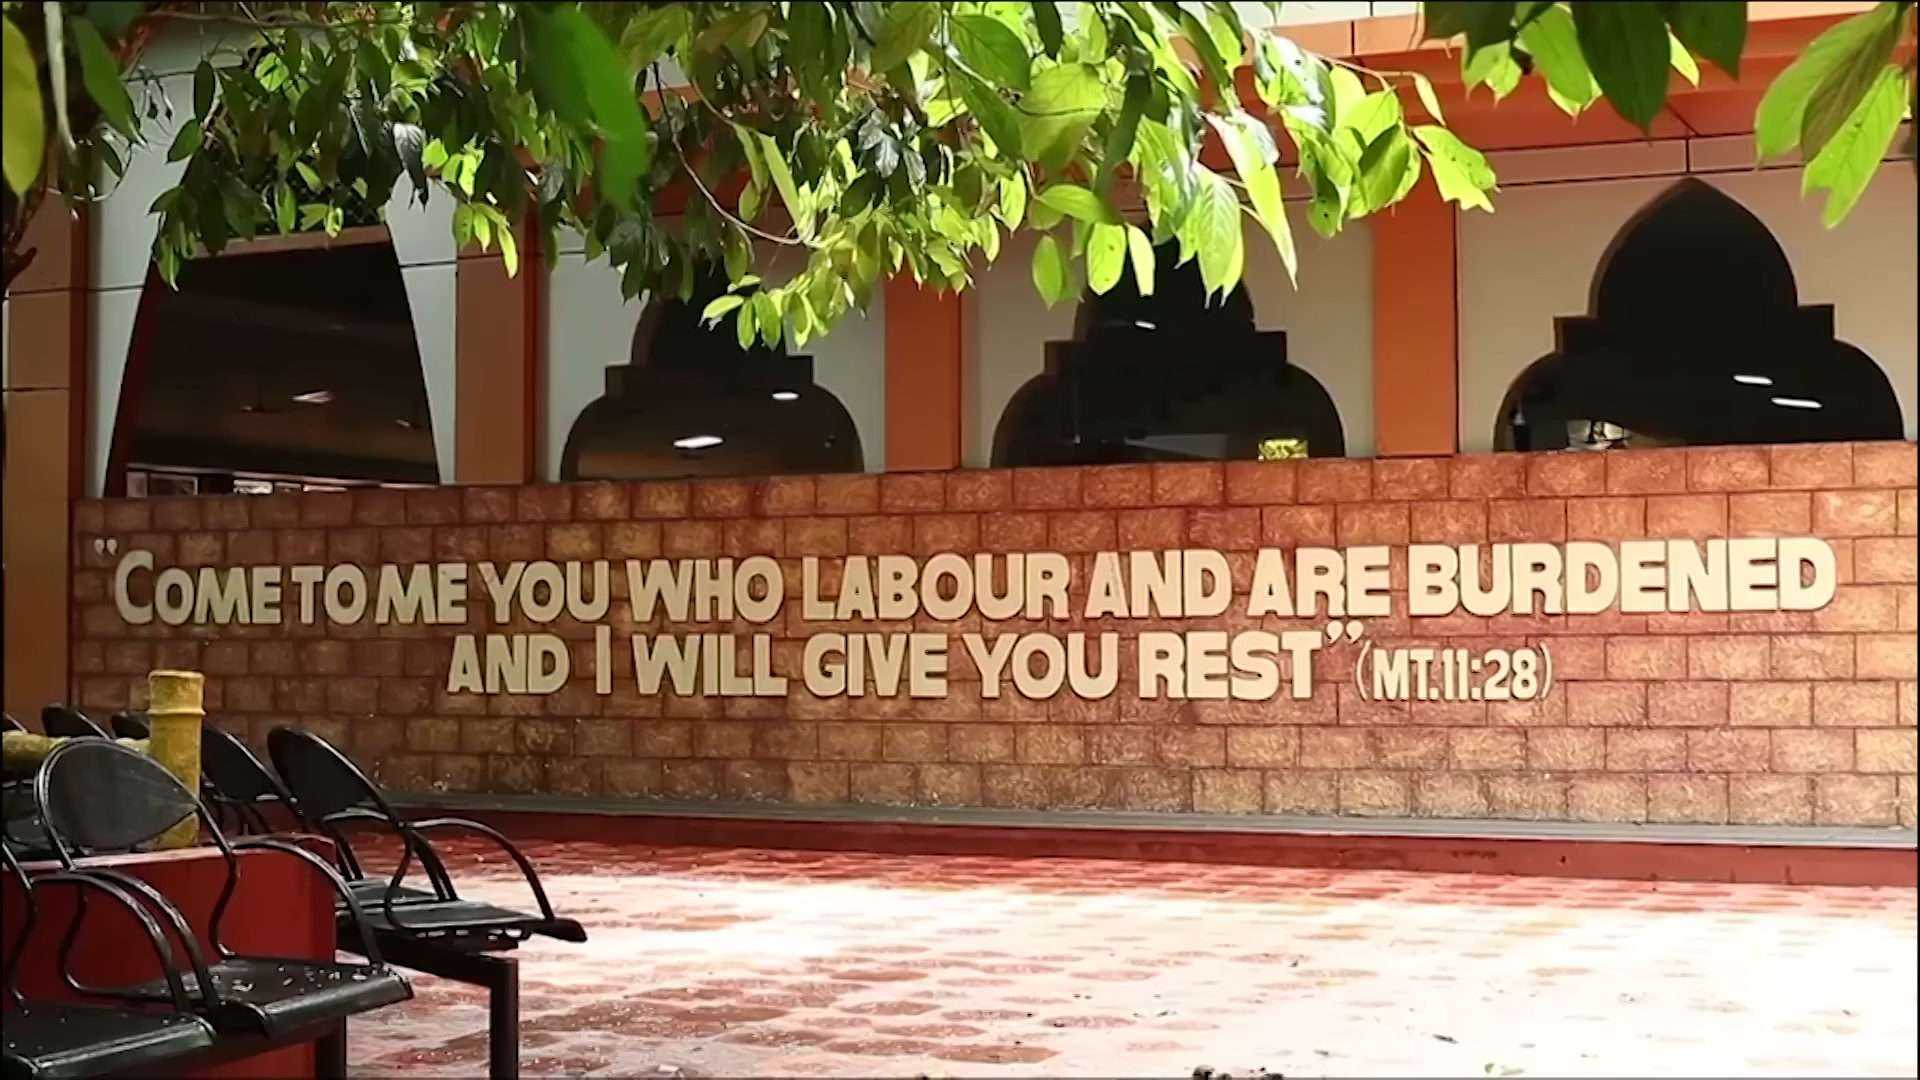 "COME TO ME YOU WHO LABOUR AND ARE BURDENED
AND I WILL GIVE YOU REST" (MT.11:28)